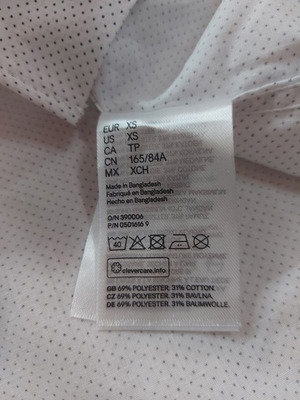 EUR XS
US XS
CA TP
CN 165/84A
MX XCH
Made in Bangladesh
Fabriqué en Bangladesh
Hecho en Bangladesh
O/N 390006
P/N 0501616 9
40
clevercare.info
GB 69% POLYESTER, 31% COTTON,
CZ 69% POLYESTER, 31% BAVLNA,
DE 69% POLYESTER, 31% BAUMWOLLE,